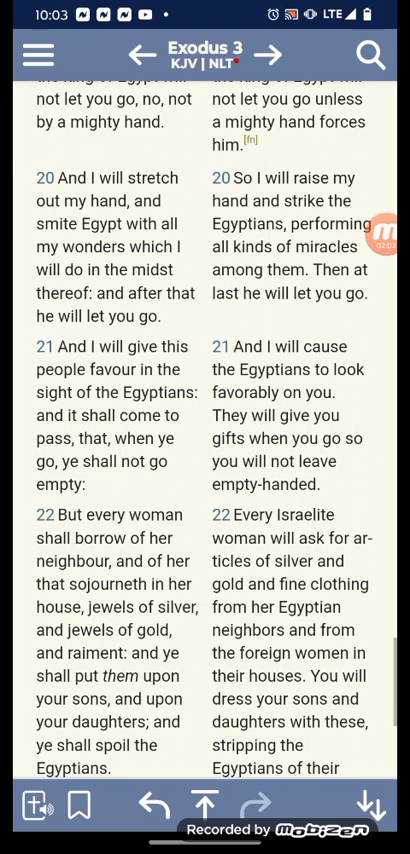 10:03
LTE
Exodus 3
KJV | NLT
not let you go, no, not
by a mighty hand.
20 And I will stretch
out my hand, and
smite Egypt with all
my wonders which I
will do in the midst
thereof: and after that
he will let you go.
21 And I will give this
people favour in the
sight of the Egyptians:
and it shall come to
pass, that, when ye
go, ye shall not go
empty:
22 But every woman
shall borrow of her
neighbour, and of her
that sojourneth in her
house, jewels of silver,
and jewels of gold,
and raiment: and ye
shall put them upon
your sons, and upon
your daughters; and
ye shall spoil the
Egyptians.
not let you go unless
a mighty hand forces
him.[fn]
20 So I will raise my
hand and strike the
Egyptians, performing
all kinds of miracles
among them. Then at
last he will let you go.
21 And I will cause
the Egyptians to look
favorably on you.
They will give you
gifts when you go so
you will not leave
empty-handed.
22 Every Israelite
woman will ask for ar-
ticles of silver and
gold and fine clothing
from her Egyptian
neighbors and from
the foreign women in
their houses. You will
dress your sons and
daughters with these,
stripping the
Egyptians of their
Recorded by mobizen